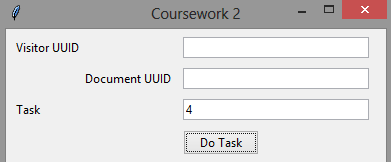 Coursework 2
Visitor UUID
Document UUID
Task 4
Do Task